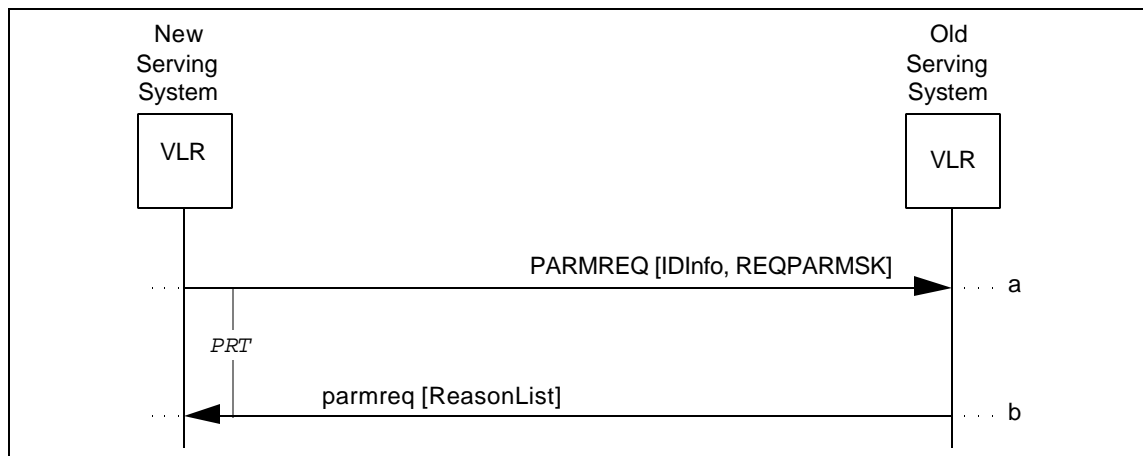 New
Serving
System
Old
Serving
System
VLR
VLR
PARMREQ [IDInfo, REQPARMSK]
a
PRT
parmreq [ReasonList]
b